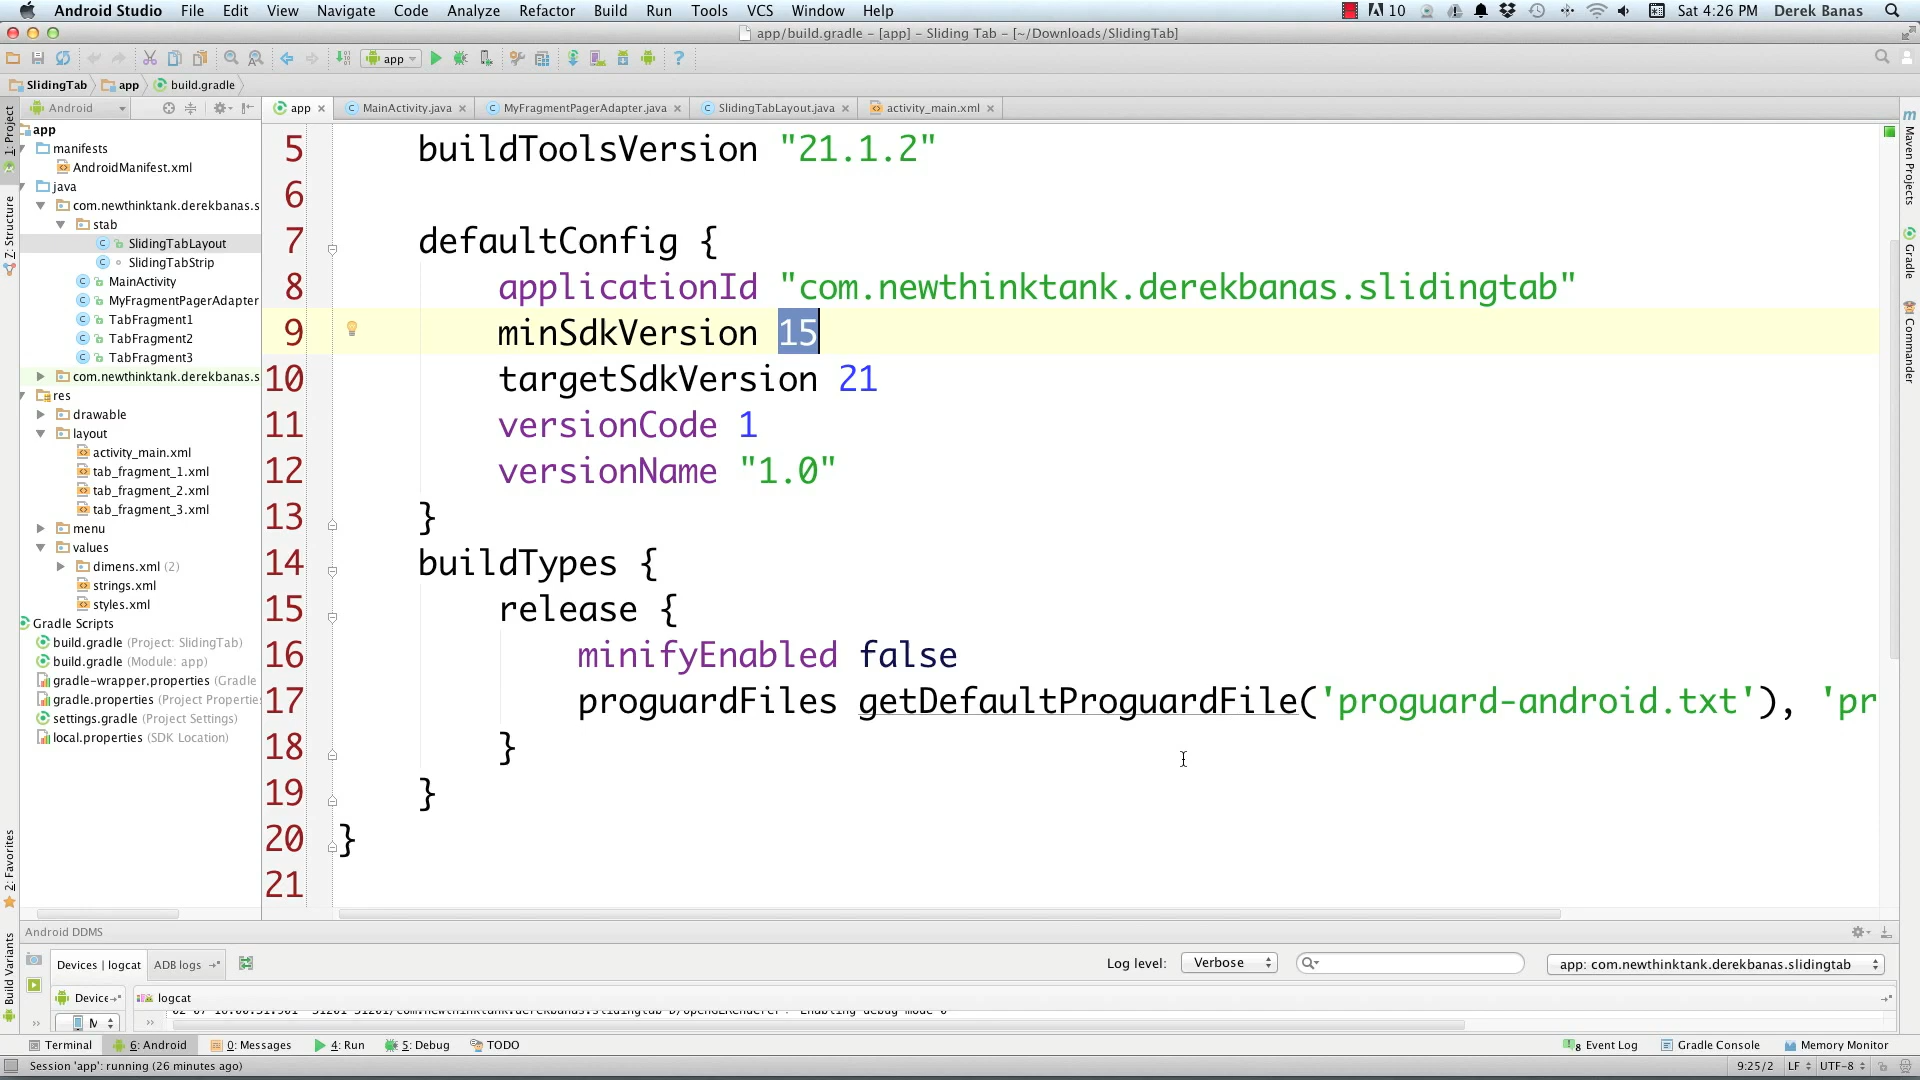 Android Studio File Edit View Navigate Code Analyze Refactor Build Run Tools VCS Window Help 10 Sat 4:26 PM Derek Banas
app/build.gradle – [app] – Sliding Tab – [~/Downloads/SlidingTab]
app
SlidingTab app build.gradle
1: Project
Z: Structure
2: Favorites
Build Variants
Android
app MainActivity.java MyFragmentPagerAdapter.java SlidingTabLayout.java activity_main.xml
app
manifests
AndroidManifest.xml
java
com.newthinktank.derekbanas.s
stab
SlidingTabLayout
SlidingTabStrip
MainActivity
MyFragmentPagerAdapter
TabFragment1
TabFragment2
TabFragment3
com.newthinktank.derekbanas.s
res
drawable
layout
activity_main.xml
tab_fragment_1.xml
tab_fragment_2.xml
tab_fragment_3.xml
menu
values
dimens.xml (2)
strings.xml
styles.xml
Gradle Scripts
build.gradle (Project: SlidingTab)
build.gradle (Module: app)
gradle-wrapper.properties (Gradle
gradle.properties (Project Propertie
settings.gradle (Project Settings)
local.properties (SDK Location)
5 buildToolsVersion "21.1.2"
6
7 defaultConfig {
8 applicationId "com.newthinktank.derekbanas.slidingtab"
9 minSdkVersion 15
10 targetSdkVersion 21
11 versionCode 1
12 versionName "1.0"
13 }
14 buildTypes {
15 release {
16 minifyEnabled false
17 proguardFiles getDefaultProguardFile('proguard-android.txt'), 'pr
18 }
19 }
20 }
21
m Maven Projects
Gradle
Commander
Android DDMS
Devices | logcat ADB logs Log level: Verbose app: com.newthinktank.derekbanas.slidingtab
Device logcat
M
Terminal 6: Android 0: Messages 4: Run 5: Debug TODO 8 Event Log Gradle Console Memory Monitor
Session 'app': running (26 minutes ago) 9:25/2 LF UTF-8